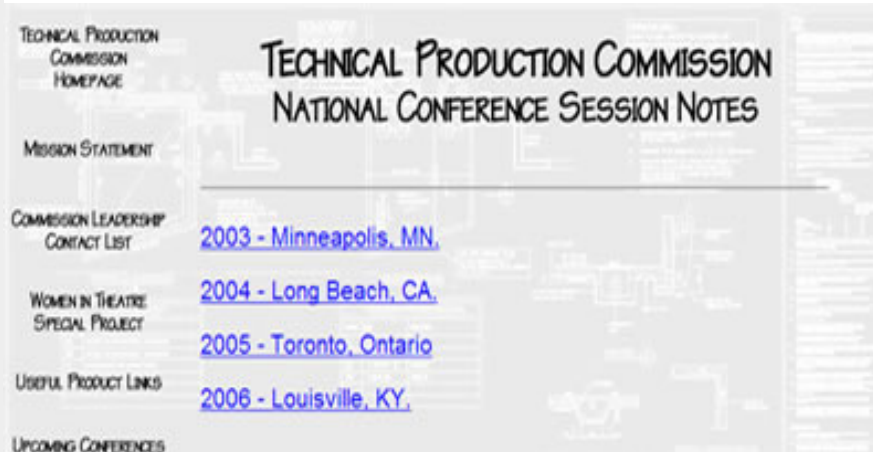 TECHNICAL PRODUCTION
COMMISSION
HOMEPAGE
MISSION STATEMENT
COMMISSION LEADERSHIP
CONTACT LIST
WOMEN IN THEATRE
SPECIAL PROJECT
USEFUL PRODUCT LINKS
UPCOMING CONFERENCES
TECHNICAL PRODUCTION COMMISSION
NATIONAL CONFERENCE SESSION NOTES
2003 - Minneapolis, MN.
2004 - Long Beach, CA.
2005 - Toronto, Ontario
2006 - Louisville, KY.